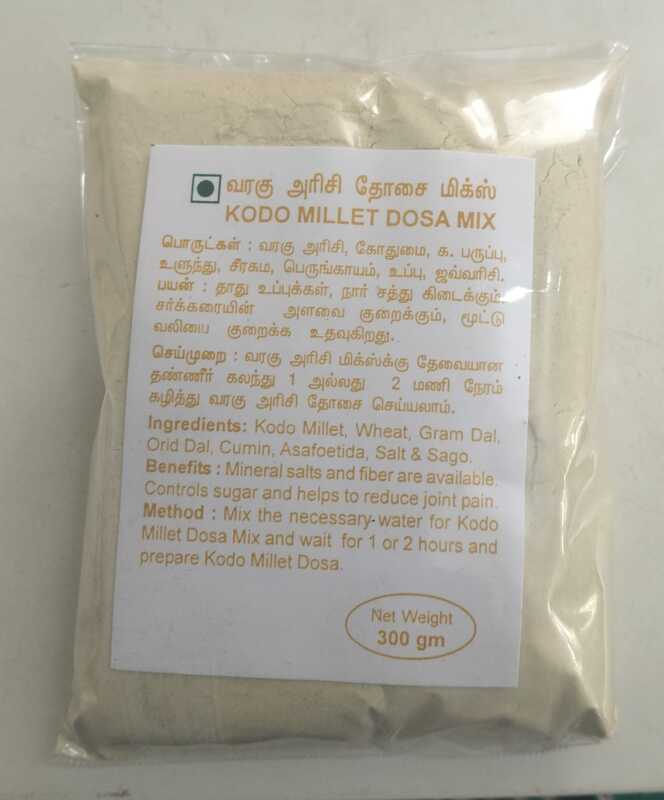 வரகு அரிசி தோசை மிக்ஸ்
KODO MILLET DOSA MIX
பொருட்கள் : வரகு அரிசி, கோதுமை, க. பருப்பு,
உளுந்து, சீரகம, பெருங்காயம், உப்பு, ஜவ்வரிசி.
பயன் : தாது உப்புக்கள், நார் சத்து கிடைக்கும்.
சர்க்கரையின் அளவை குறைக்கும், மூட்டு
வலியை குறைக்க உதவுகிறது.
செய்முறை : வரகு அரிசி மிக்ஸ்க்கு தேவையான
தண்ணீர் கலந்து 1 அல்லது 2 மணி நேரம்
கழித்து வரகு அரிசி தோசை செய்யலாம்.
Ingredients: Kodo Millet, Wheat, Gram Dal,
Orid Dal, Cumin, Asafoetida, Salt & Sago.
Benefits : Mineral salts and fiber are available.
Controls sugar and helps to reduce joint pain.
Method : Mix the necessary water for Kodo
Millet Dosa Mix and wait for 1 or 2 hours and
prepare Kodo Millet Dosa.
Net Weight
300 gm